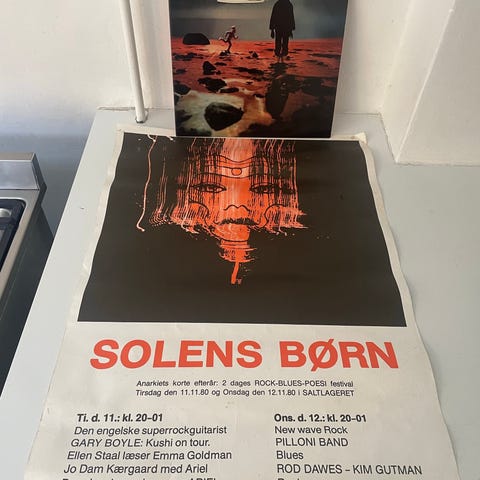 SOLENS BØRN
Anarkiets korte efterår: 2 dages ROCK-BLUES-POESI festival
Tirsdag den 11.11.80 og Onsdag den 12.11.80 i SALTLAGERET
Ti. d. 11.: kl. 20–01
Den engelske superrockguitarist
GARY BOYLE: Kushi on tour.
Ellen Staal læser Emma Goldman
Jo Dam Kærgaard med Ariel
Ons. d. 12.: kl. 20-01
New wave Rock
PILLONI BAND
Blues
ROD DAWES – KIM GUTMAN